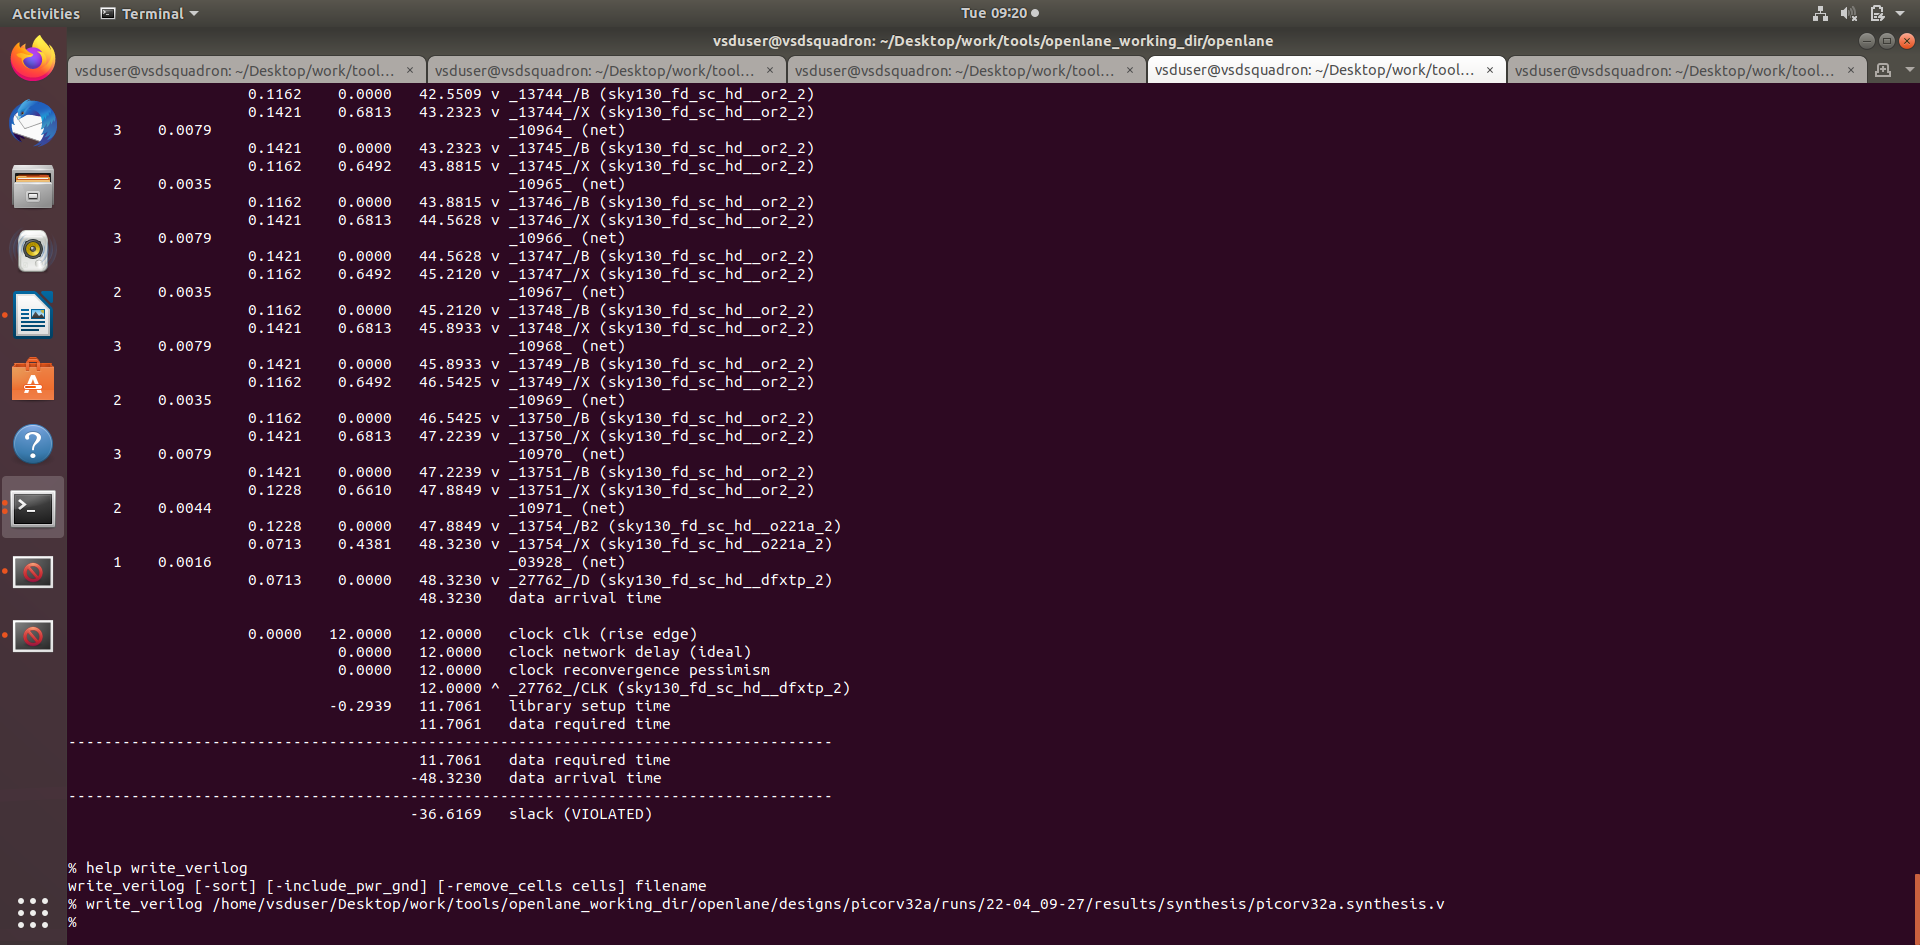 Activities Terminal Tue 09:20
vsduser@vsdsquadron: ~/Desktop/work/tools/openlane_working_dir/openlane
vsduser@vsdsquadron: ~/Desktop/work/tool... × vsduser@vsdsquadron: ~/Desktop/work/tool... × vsduser@vsdsquadron: ~/Desktop/work/tool... × vsduser@vsdsquadron: ~/Desktop/work/tool... × vsduser@vsdsquadron: ~/Desktop/work/tool... ×
0.1162 0.0000 42.5509 v _13744_/B (sky130_fd_sc_hd__or2_2)
0.1421 0.6813 43.2323 v _13744_/X (sky130_fd_sc_hd__or2_2)
3 0.0079 _10964_ (net)
0.1421 0.0000 43.2323 v _13745_/B (sky130_fd_sc_hd__or2_2)
0.1162 0.6492 43.8815 v _13745_/X (sky130_fd_sc_hd__or2_2)
2 0.0035 _10965_ (net)
0.1162 0.0000 43.8815 v _13746_/B (sky130_fd_sc_hd__or2_2)
0.1421 0.6813 44.5628 v _13746_/X (sky130_fd_sc_hd__or2_2)
3 0.0079 _10966_ (net)
0.1421 0.0000 44.5628 v _13747_/B (sky130_fd_sc_hd__or2_2)
0.1162 0.6492 45.2120 v _13747_/X (sky130_fd_sc_hd__or2_2)
2 0.0035 _10967_ (net)
0.1162 0.0000 45.2120 v _13748_/B (sky130_fd_sc_hd__or2_2)
0.1421 0.6813 45.8933 v _13748_/X (sky130_fd_sc_hd__or2_2)
3 0.0079 _10968_ (net)
0.1421 0.0000 45.8933 v _13749_/B (sky130_fd_sc_hd__or2_2)
0.1162 0.6492 46.5425 v _13749_/X (sky130_fd_sc_hd__or2_2)
2 0.0035 _10969_ (net)
0.1162 0.0000 46.5425 v _13750_/B (sky130_fd_sc_hd__or2_2)
0.1421 0.6813 47.2239 v _13750_/X (sky130_fd_sc_hd__or2_2)
3 0.0079 _10970_ (net)
0.1421 0.0000 47.2239 v _13751_/B (sky130_fd_sc_hd__or2_2)
0.1228 0.6610 47.8849 v _13751_/X (sky130_fd_sc_hd__or2_2)
2 0.0044 _10971_ (net)
0.1228 0.0000 47.8849 v _13754_/B2 (sky130_fd_sc_hd__o221a_2)
0.0713 0.4381 48.3230 v _13754_/X (sky130_fd_sc_hd__o221a_2)
1 0.0016 _03928_ (net)
0.0713 0.0000 48.3230 v _27762_/D (sky130_fd_sc_hd__dfxtp_2)
48.3230 data arrival time
0.0000 12.0000 12.0000 clock clk (rise edge)
0.0000 12.0000 clock network delay (ideal)
0.0000 12.0000 clock reconvergence pessimism
12.0000 ^ _27762_/CLK (sky130_fd_sc_hd__dfxtp_2)
-0.2939 11.7061 library setup time
11.7061 data required time
-------------------------------------------------------------------------------------
11.7061 data required time
-48.3230 data arrival time
-------------------------------------------------------------------------------------
-36.6169 slack (VIOLATED)
% help write_verilog
write_verilog [-sort] [-include_pwr_gnd] [-remove_cells cells] filename
% write_verilog /home/vsduser/Desktop/work/tools/openlane_working_dir/openlane/designs/picorv32a/runs/22-04_09-27/results/synthesis/picorv32a.synthesis.v
%